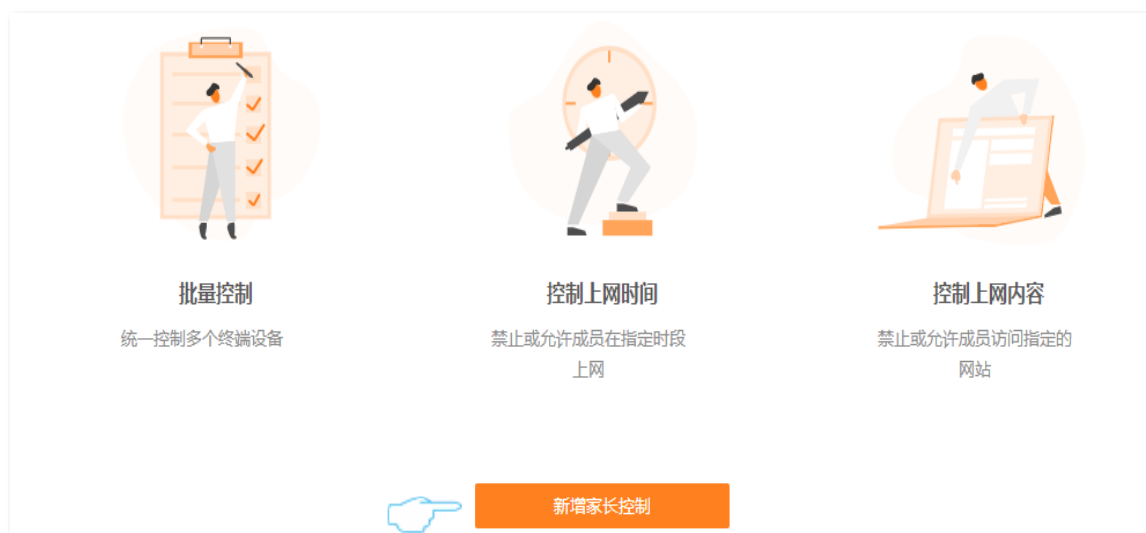 批量控制
控制上网时间
控制上网内容
统一控制多个终端设备
禁止或允许成员在指定时段
上网
禁止或允许成员访问指定的
网站
新增家长控制